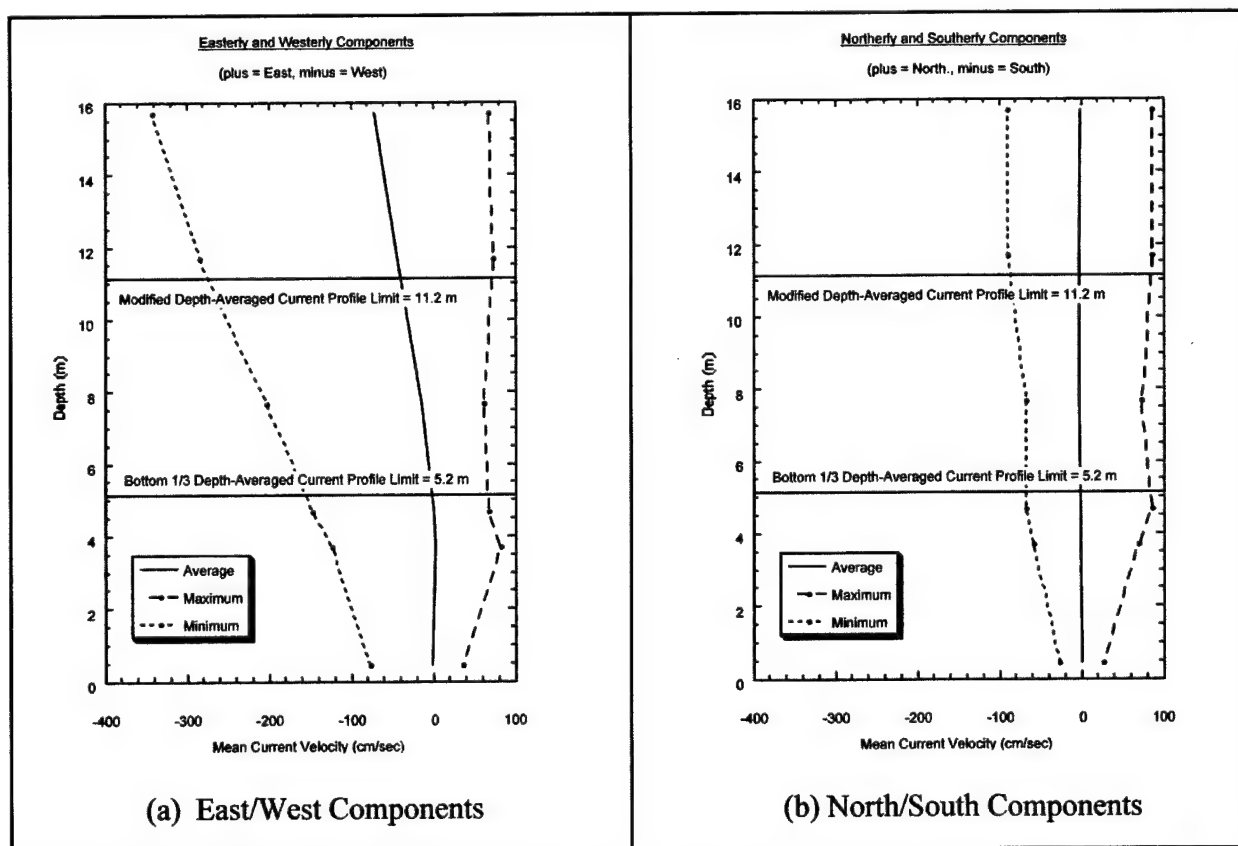 Easterly and Westerly Components
(plus = East, minus = West)
16
14
12
10
8
6
4
2
0
Depth (m)
Modified Depth-Averaged Current Profile Limit = 11.2 m
Bottom 1/3 Depth-Averaged Current Profile Limit = 5.2 m
Average
Maximum
Minimum
-400
-300
-200
-100
0
100
Mean Current Velocity (cm/sec)
(a) East/West Components
Northerly and Southerly Components
(plus = North., minus = South)
16
14
12
10
8
6
4
2
0
Depth (m)
Modified Depth-Averaged Current Profile Limit = 11.2 m
Bottom 1/3 Depth-Averaged Current Profile Limit = 5.2 m
Average
Maximum
Minimum
-400
-300
-200
-100
0
100
Mean Current Velocity (cm/sec)
(b) North/South Components